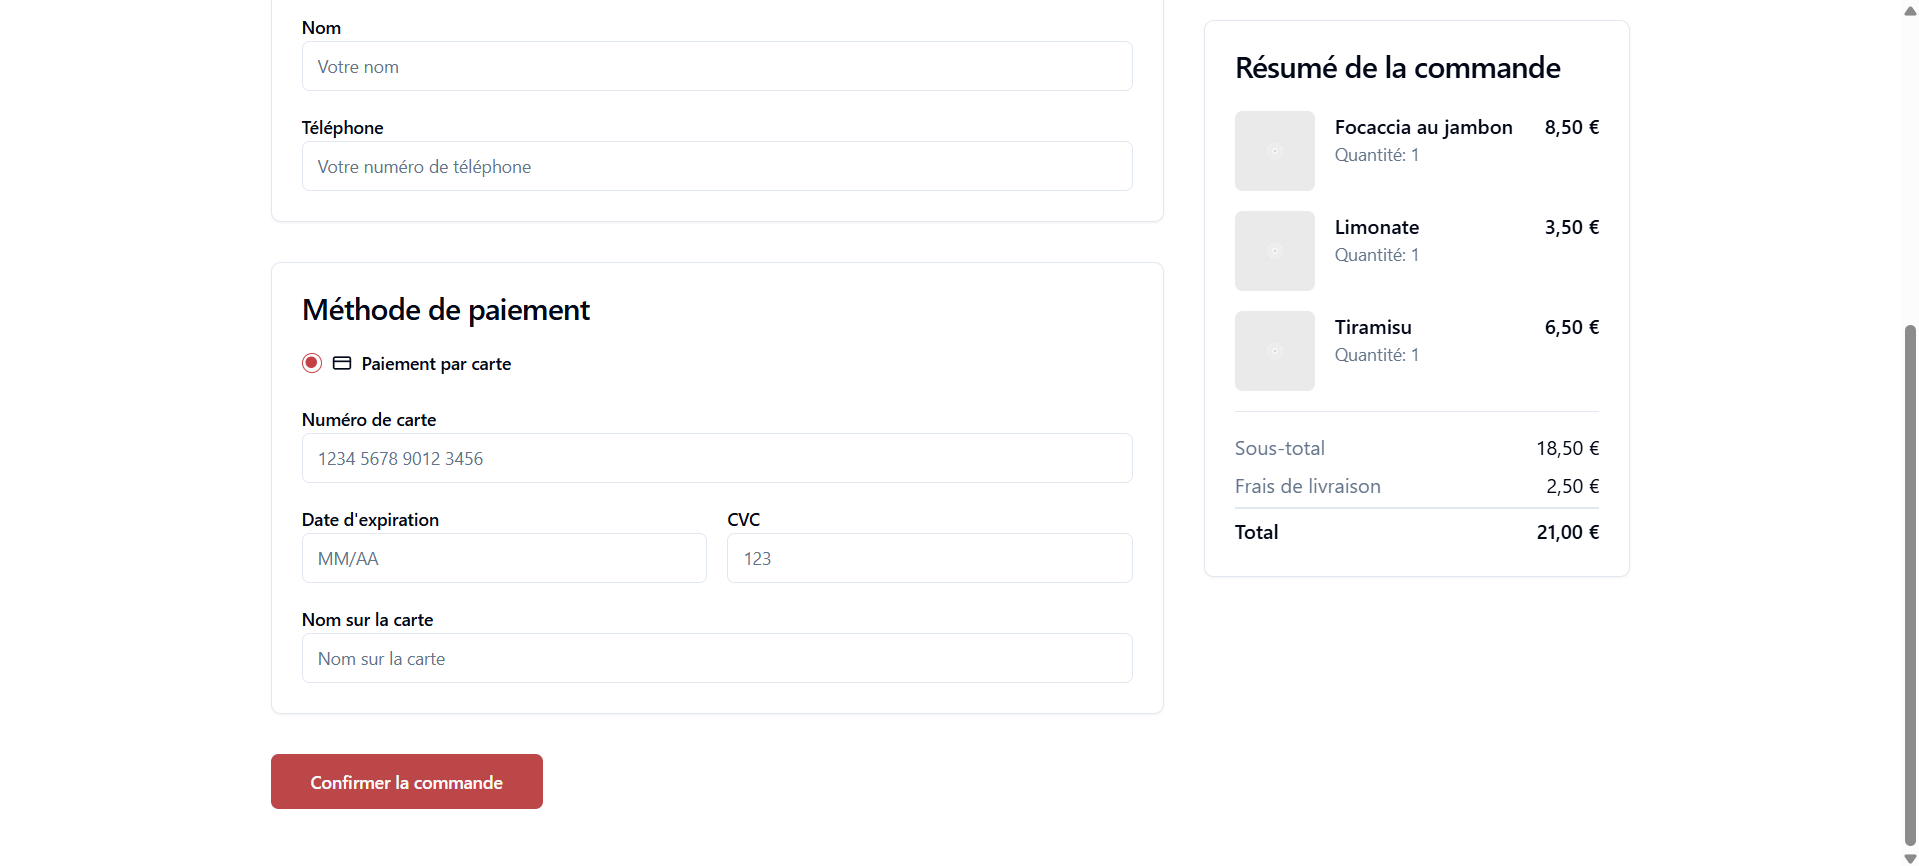 Nom
Votre nom
Téléphone
Votre numéro de téléphone
Méthode de paiement
Paiement par carte
Numéro de carte
1234 5678 9012 3456
Date d'expiration
MM/AA
CVC
123
Nom sur la carte
Nom sur la carte
Confirmer la commande
Résumé de la commande
Focaccia au jambon 8,50 €
Quantité: 1
Limonate 3,50 €
Quantité: 1
Tiramisu 6,50 €
Quantité: 1
Sous-total 18,50 €
Frais de livraison 2,50 €
Total 21,00 €